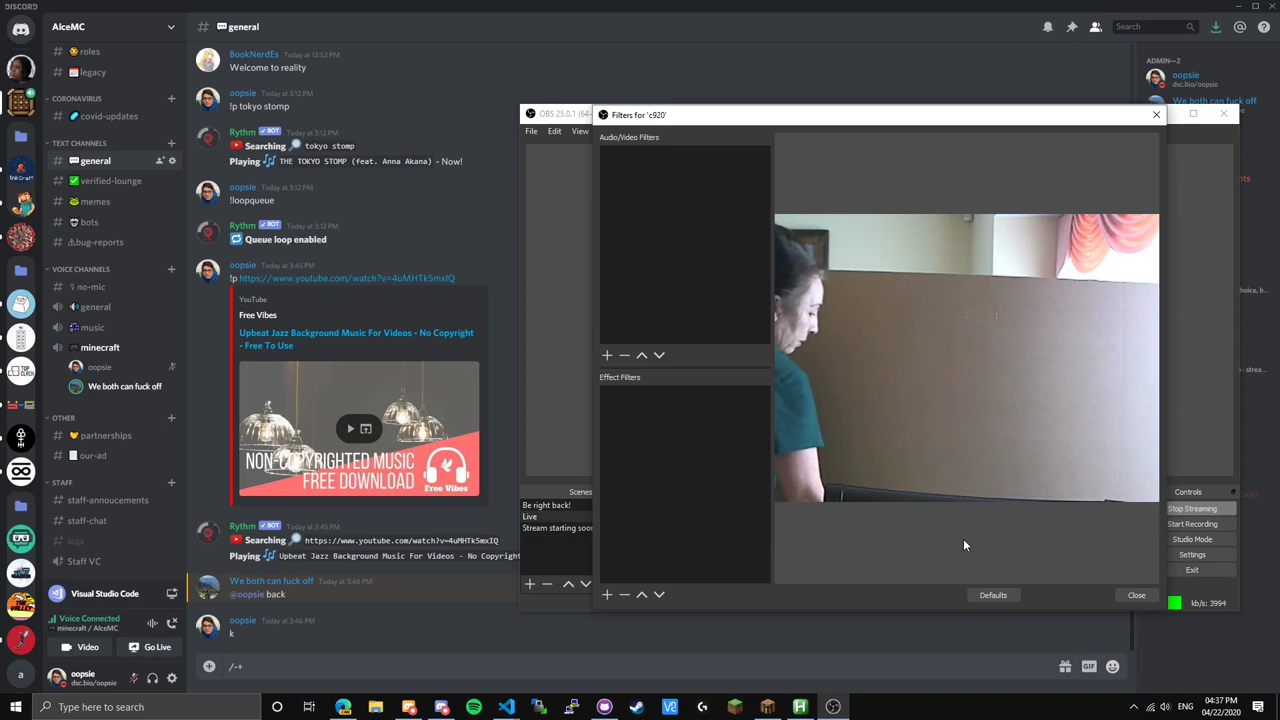 DISCORD
AlceMC
general
Search
roles
legacy
CORONAVIRUS
covid-updates
TEXT CHANNELS
general
verified-lounge
memes
bots
bug-reports
VOICE CHANNELS
no-mic
general
music
minecraft
oopsie
We both can fuck off
OTHER
partnerships
our-ad
STAFF
staff-annoucements
staff-chat
logs
Staff VC
Visual Studio Code
Voice Connected
minecraft / AlceMC
Video
Go Live
oopsie
dsc.bio/oopsie
BookNerdEs Today at 12:52 PM
Welcome to reality
oopsie Today at 3:12 PM
!p tokyo stomp
Rythm BOT Today at 3:12 PM
Searching tokyo stomp
Playing THE TOKYO STOMP (feat. Anna Akana) - Now!
oopsie Today at 3:12 PM
!loopqueue
Rythm BOT Today at 3:12 PM
Queue loop enabled
oopsie Today at 3:45 PM
!p https://www.youtube.com/watch?v=4uMHTk5mxIQ
YouTube
Free Vibes
Upbeat Jazz Background Music For Videos - No Copyright
- Free To Use
NON-COPYRIGHTED MUSIC
FREE DOWNLOAD
Free Vibes
Rythm BOT Today at 3:45 PM
Searching https://www.youtube.com/watch?v=4uMHTk5mxIQ
Playing Upbeat Jazz Background Music For Videos - No Copyright
We both can fuck off Today at 3:46 PM
@oopsie back
oopsie Today at 3:46 PM
k
/-+
GIF
ADMIN—2
oopsie
dsc.bio/oopsie
We both can fuck off
OBS 25.0.1 (64-
File Edit View
Filters for 'c920'
Audio/Video Filters
Effect Filters
Defaults
Close
Scenes
Be right back!
Live
Stream starting soon
Controls
Stop Streaming
Start Recording
Studio Mode
Settings
Exit
kb/s: 3994
Type here to search
ENG
04:37 PM
04/22/2020